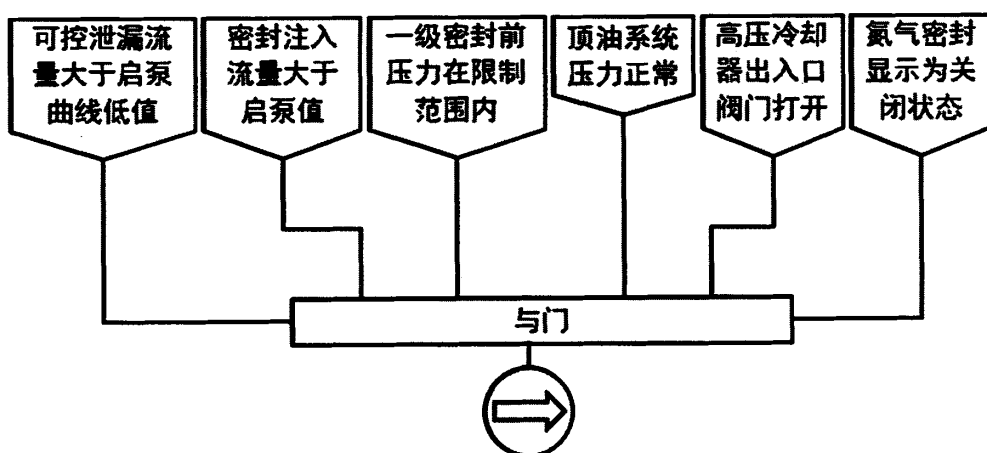 可控泄漏流
量大于启泵
曲线低值
密封注入
流量大于
启泵值
一级密封前
压力在限制
范围内
顶油系统
压力正常
高压冷却
器出入口
阀门打开
氮气密封
显示为关
闭状态
与门